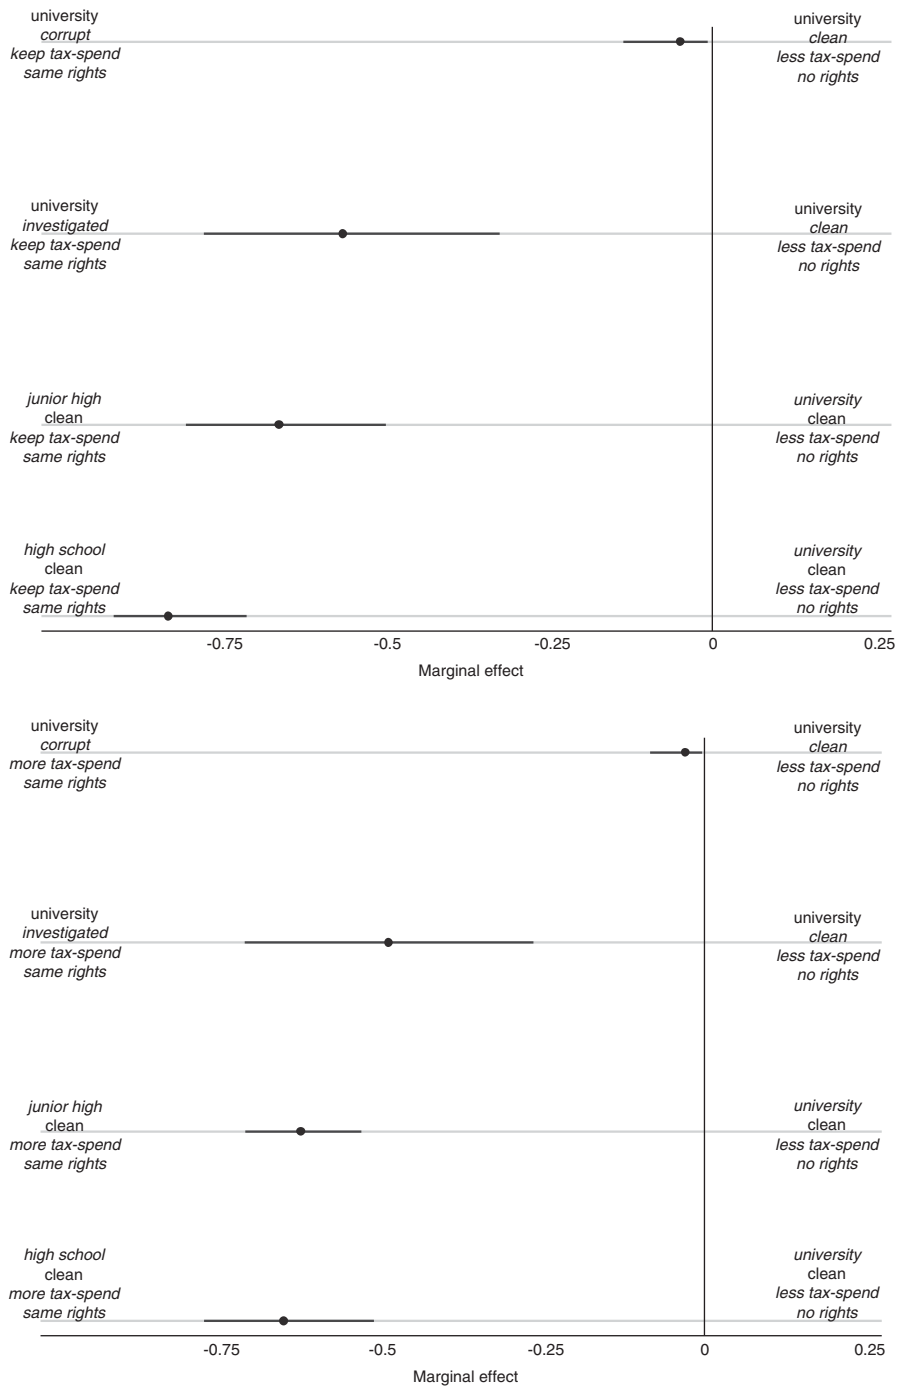 university
corrupt
keep tax-spend
same rights
university
clean
less tax-spend
no rights
university
investigated
keep tax-spend
same rights
university
clean
less tax-spend
no rights
junior high
clean
keep tax-spend
same rights
university
clean
less tax-spend
no rights
high school
clean
keep tax-spend
same rights
university
clean
less tax-spend
no rights
-0.75 -0.5 -0.25 0 0.25
Marginal effect
university
corrupt
more tax-spend
same rights
university
clean
less tax-spend
no rights
university
investigated
more tax-spend
same rights
university
clean
less tax-spend
no rights
junior high
clean
more tax-spend
same rights
university
clean
less tax-spend
no rights
high school
clean
more tax-spend
same rights
university
clean
less tax-spend
no rights
-0.75 -0.5 -0.25 0 0.25
Marginal effect